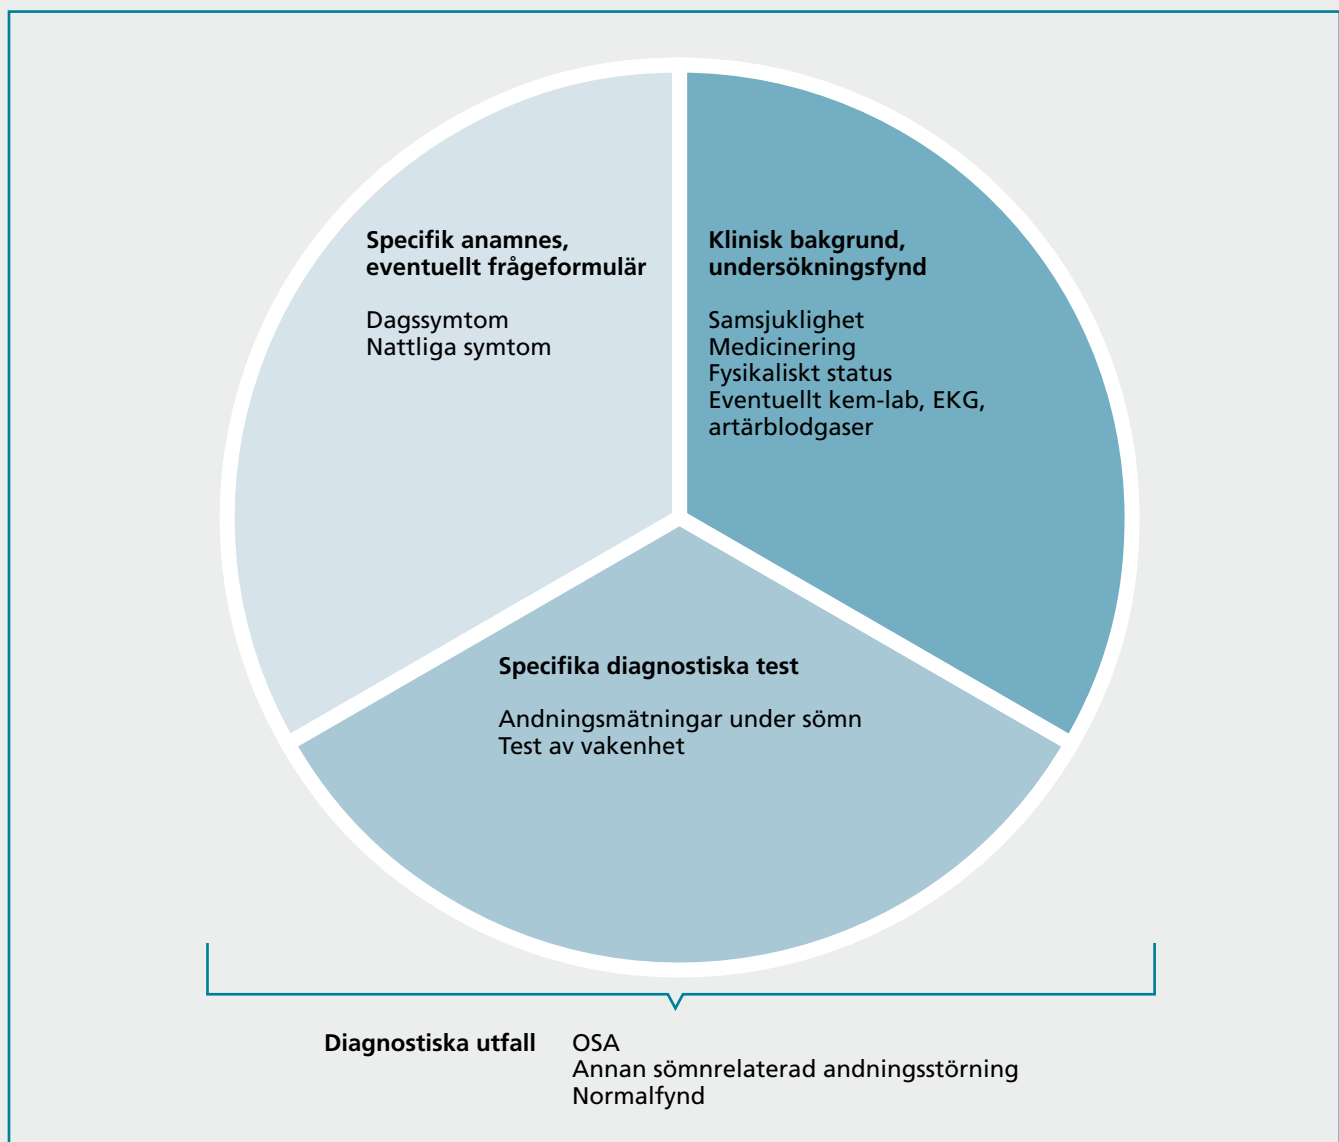 Specifik anamnes,
eventuellt frågeformulär
Dagssymtom
Nattliga symtom
Klinisk bakgrund,
undersökningsfynd
Samsjuklighet
Medicinering
Fysikaliskt status
Eventuellt kem-lab, EKG,
artärblodgaser
Specifika diagnostiska test
Andningsmätningar under sömn
Test av vakenhet
Diagnostiska utfall OSA
Annan sömnrelaterad andningsstörning
Normalfynd